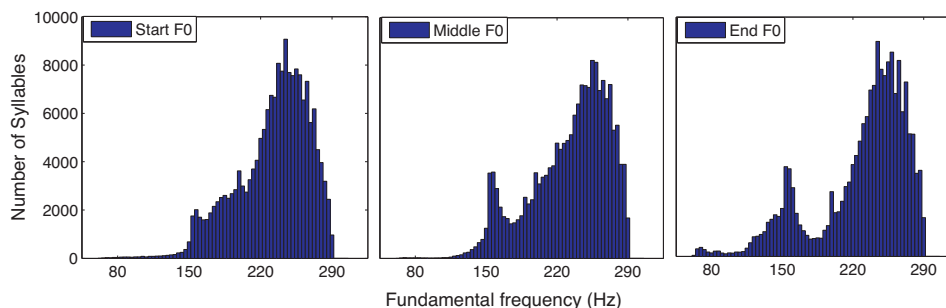 Start F0
Middle F0
End F0
Number of Syllables
10000
8000
6000
4000
2000
0
80 150 220 290
80 150 220 290
80 150 220 290
Fundamental frequency (Hz)